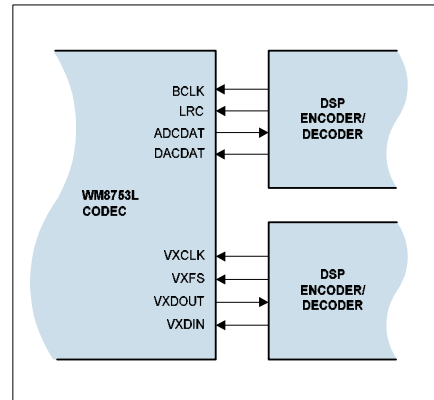 BCLK
LRC
ADCDAT
DACDAT
DSP
ENCODER/
DECODER
WM8753L
CODEC
VXCLK
VXFS
VXDOUT
VXDIN
DSP
ENCODER/
DECODER